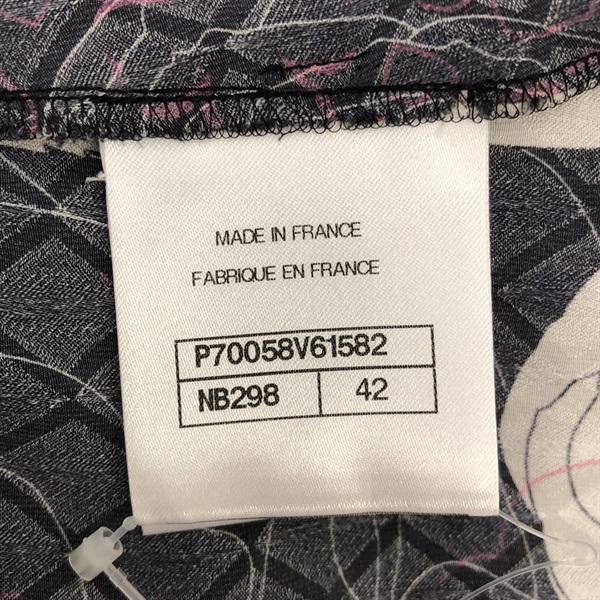 MADE IN FRANCE
FABRIQUE EN FRANCE
P70058V61582
NB298 42